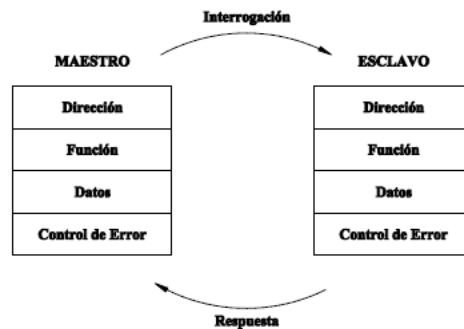 Interrogación
MAESTRO
ESCLAVO
Dirección
Dirección
Función
Función
Datos
Datos
Control de Error
Control de Error
Respuesta